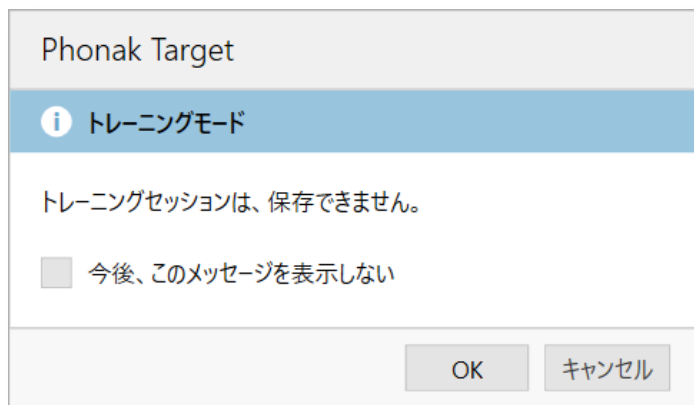 Phonak Target
i トレーニングモード
トレーニングセッションは、保存できません。
今後、このメッセージを表示しない
OK キャンセル